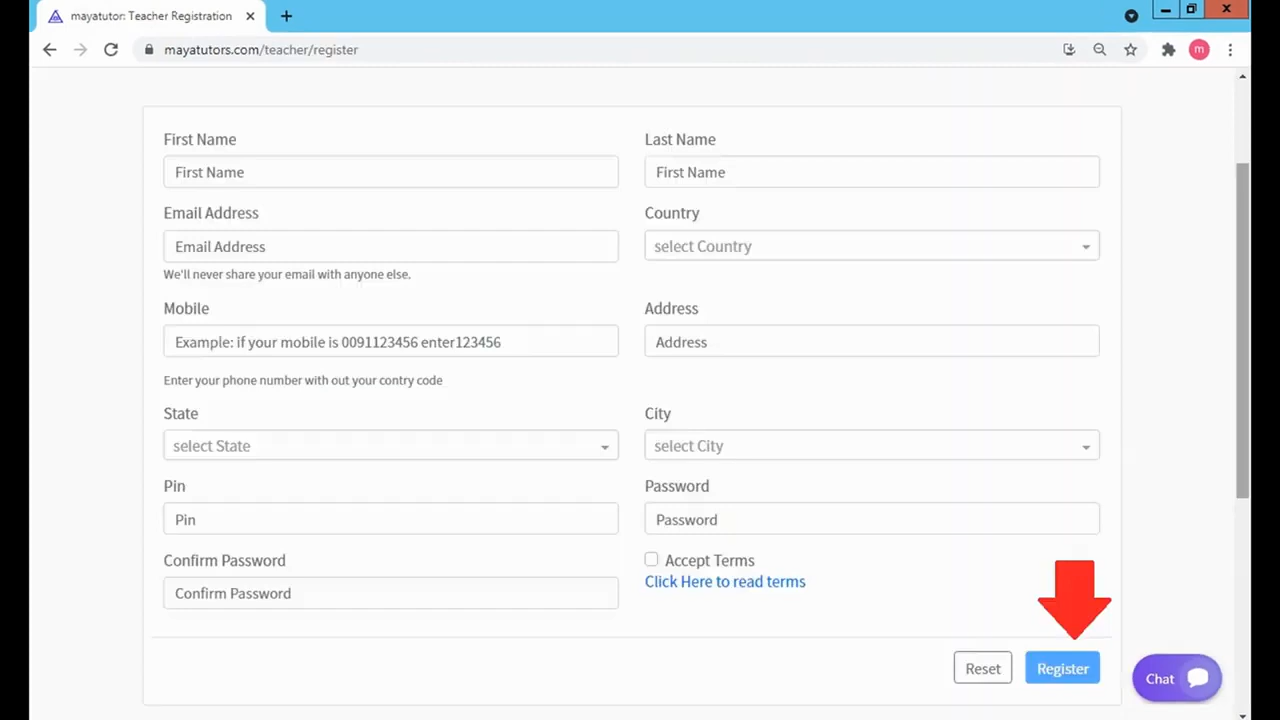 mayatutor: Teacher Registration
mayatutors.com/teacher/register
m
First Name
Last Name
First Name
First Name
Email Address
Country
Email Address
select Country
We'll never share your email with anyone else.
Mobile
Address
Example: if your mobile is 0091123456 enter123456
Address
Enter your phone number with out your contry code
State
City
select State
select City
Pin
Password
Pin
Password
Confirm Password
Accept Terms
Click Here to read terms
Confirm Password
Reset
Register
Chat